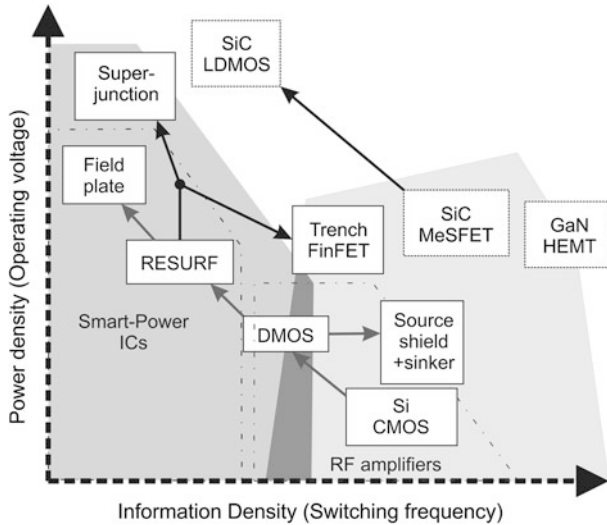 Power density (Operating voltage)
SiC
LDMOS
Super-
junction
Field
plate
Trench
FinFET
SiC
MeSFET
GaN
HEMT
RESURF
Smart-Power
ICs
DMOS
Source
shield
+sinker
Si
CMOS
RF amplifiers
Information Density (Switching frequency)